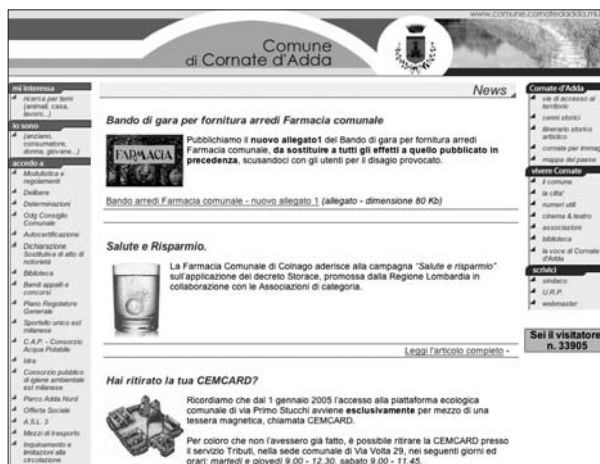 www.comune.cornatedadda.mi.
Comune
di Cornate d'Adda
mi interessa
ricerca per temi
(animali, casa,
lavoro...)
io sono
(anziano,
consumatore,
donna, giovane...)
accedo a
Modulistica e
regolamenti
Delibere
Determinazioni
Odg Consiglio
Comunale
Autocertificazione
Dichiarazione
Sostitutiva di atto di
notorietà
Biblioteca
Bandi appalti e
concorsi
Piano Regolatore
Generale
Sportello unico est
milanese
C.A.P. - Consorzio
Acqua Potabile
Idra
Consorzio pubblico
di igiene ambientale
est milanese
Parco Adda Nord
Offerta Sociale
A.S.L. 3
Mezzi di trasporto
Inquinamento e
limitazioni alla
circolazione
News
Bando di gara per fornitura arredi Farmacia comunale
FARMACIA
Pubblichiamo il nuovo allegato1 del Bando di gara per fornitura arredi
Farmacia comunale, da sostituire a tutti gli effetti a quello pubblicato in
precedenza, scusandoci con gli utenti per il disagio provocato.
Bando arredi Farmacia comunale - nuovo allegato 1 (allegato - dimensione 80 Kb)
Salute e Risparmio.
La Farmacia Comunale di Colnago aderisce alla campagna "Salute e risparmio"
sull'applicazione del decreto Storace, promossa dalla Regione Lombardia in
collaborazione con le Associazioni di categoria.
Leggi l'articolo completo -
Hai ritirato la tua CEMCARD?
Ricordiamo che dal 1 gennaio 2005 l'accesso alla piattaforma ecologica
comunale di via Primo Stucchi avviene esclusivamente per mezzo di una
tessera magnetica, chiamata CEMCARD.
Per coloro che non l'avessero già fatto, è possibile ritirare la CEMCARD presso
il servizio Tributi, nella sede comunale di Via Volta 29, nei seguenti giorni ed
orari: martedì e giovedì 9.00 - 12.30, sabato 9.00 - 11.45.
Cornate d'Adda
vie di accesso al
territorio
cenni storici
itinerario storico
artistico
cornate per immag
mappa del paese
vivere Cornate
il comune
la citta'
numeri utili
cinema & teatro
associazioni
biblioteca
la voce di Cornate
d'Adda
scrivici
sindaco
U.R.P.
webmaster
Sei il visitatore
n. 33905